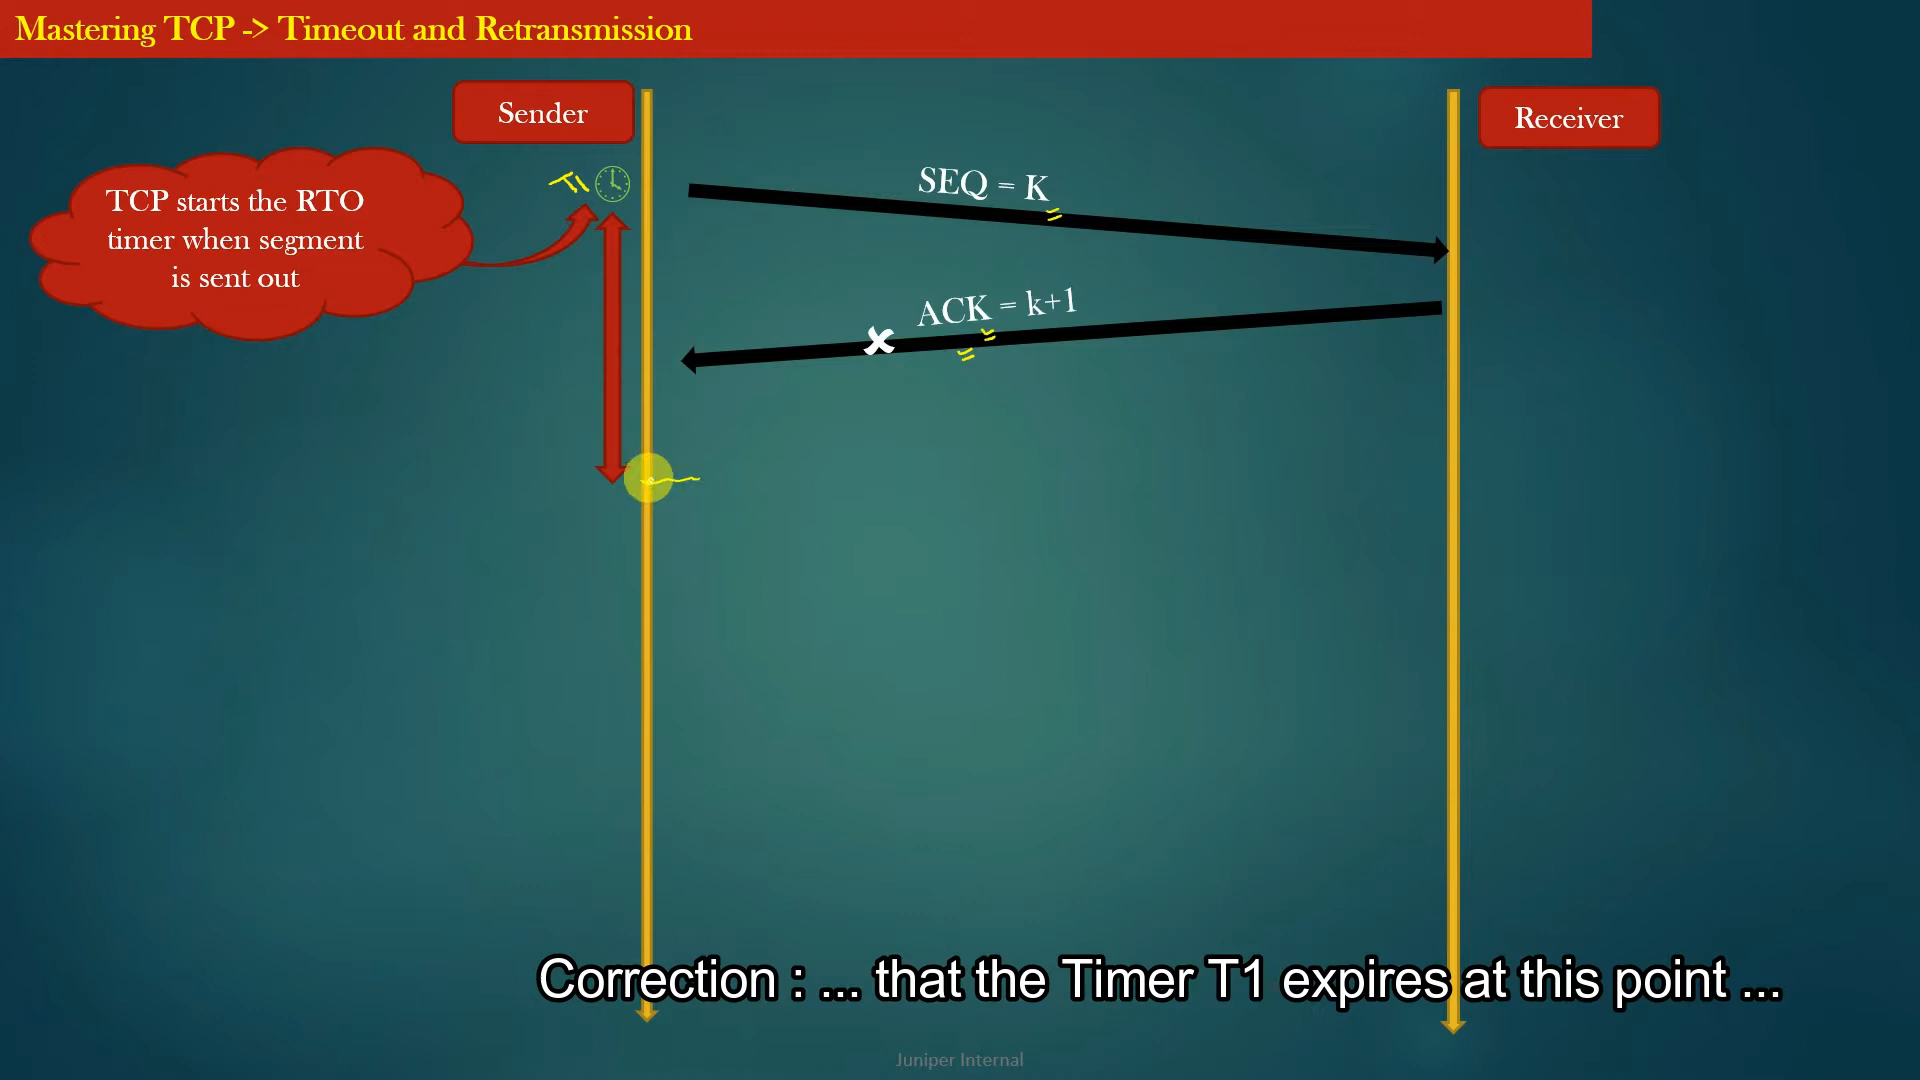 Mastering TCP -> Timeout and Retransmission
Sender
Receiver
TCP starts the RTO
timer when segment
is sent out
T1
SEQ = K
ACK = k+1
Correction : ... that the Timer T1 expires at this point ...
Juniper Internal